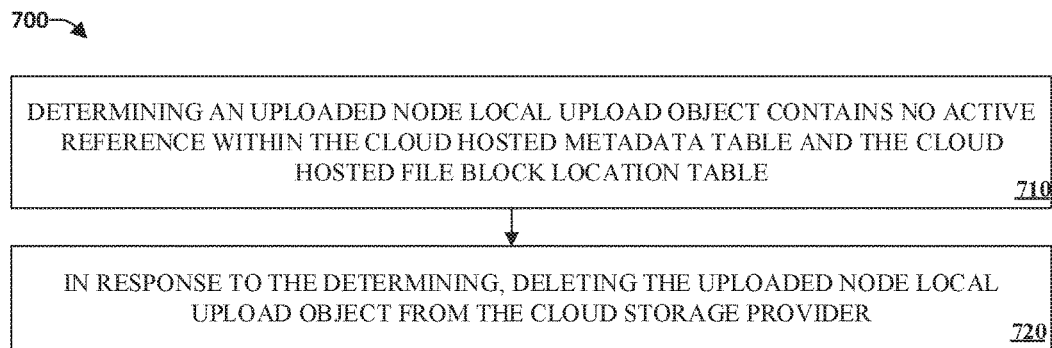 700
DETERMINING AN UPLOADED NODE LOCAL UPLOAD OBJECT CONTAINS NO ACTIVE
REFERENCE WITHIN THE CLOUD HOSTED METADATA TABLE AND THE CLOUD
HOSTED FILE BLOCK LOCATION TABLE
710
IN RESPONSE TO THE DETERMINING, DELETING THE UPLOADED NODE LOCAL
UPLOAD OBJECT FROM THE CLOUD STORAGE PROVIDER
720